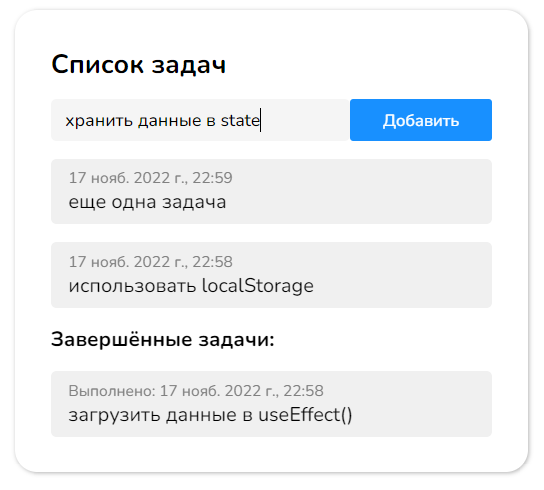 Список задач
хранить данные в state
Добавить
17 нояб. 2022 г., 22:59
еще одна задача
17 нояб. 2022 г., 22:58
использовать localStorage
Завершённые задачи:
Выполнено: 17 нояб. 2022 г., 22:58
загрузить данные в useEffect()